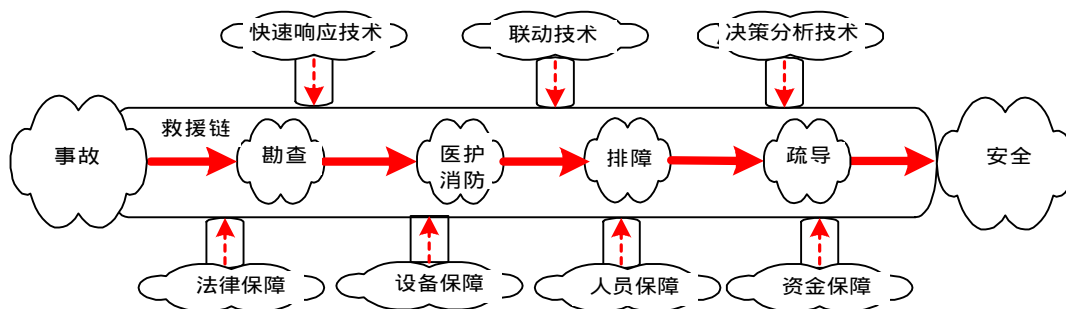 快速响应技术
联动技术
决策分析技术
救援链
事故
勘查
医护
消防
排障
疏导
安全
法律保障
设备保障
人员保障
资金保障